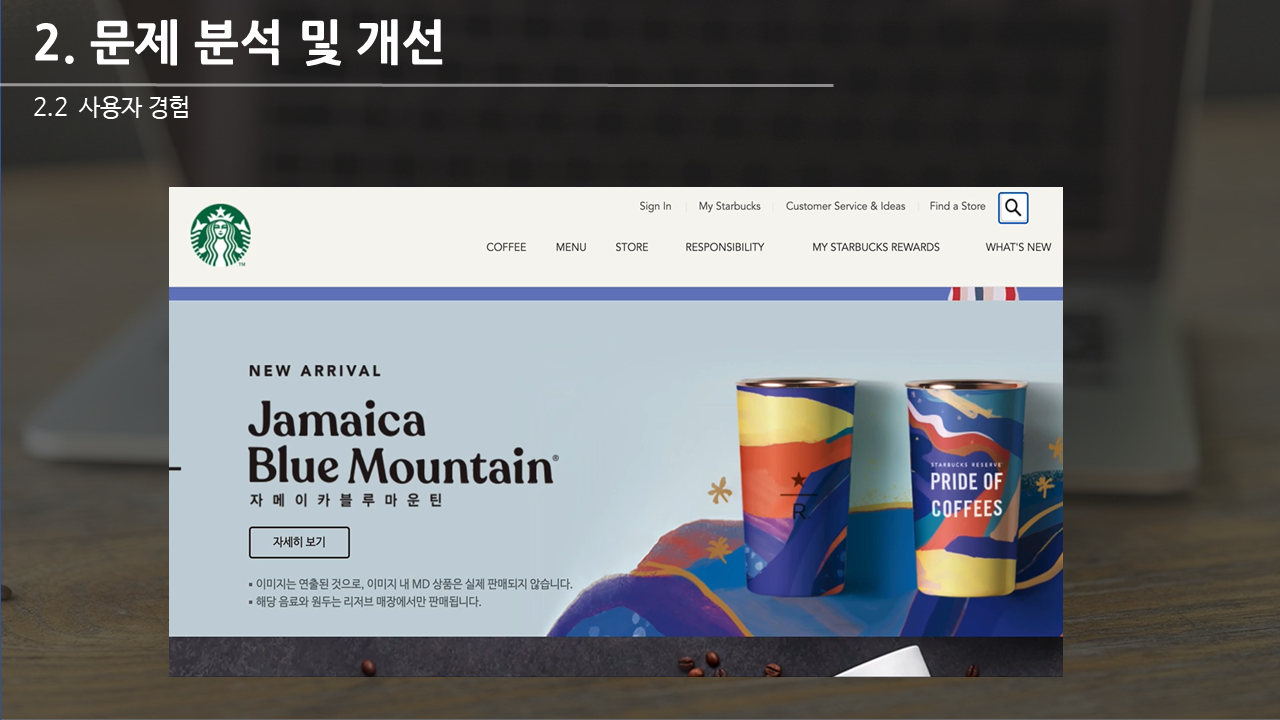 2. 문제 분석 및 개선
2.2 사용자 경험
Sign In My Starbucks Customer Service & Ideas Find a Store
COFFEE MENU STORE RESPONSIBILITY MY STARBUCKS REWARDS WHAT'S NEW
TM
NEW ARRIVAL
Jamaica
Blue Mountain®
자메이카블루마운틴
자세히 보기
▪ 이미지는 연출된 것으로, 이미지 내 MD 상품은 실제 판매되지 않습니다.
▪ 해당 음료와 원두는 리저브 매장에서만 판매됩니다.
R
STARBUCKS RESERVE
PRIDE OF
COFFEES